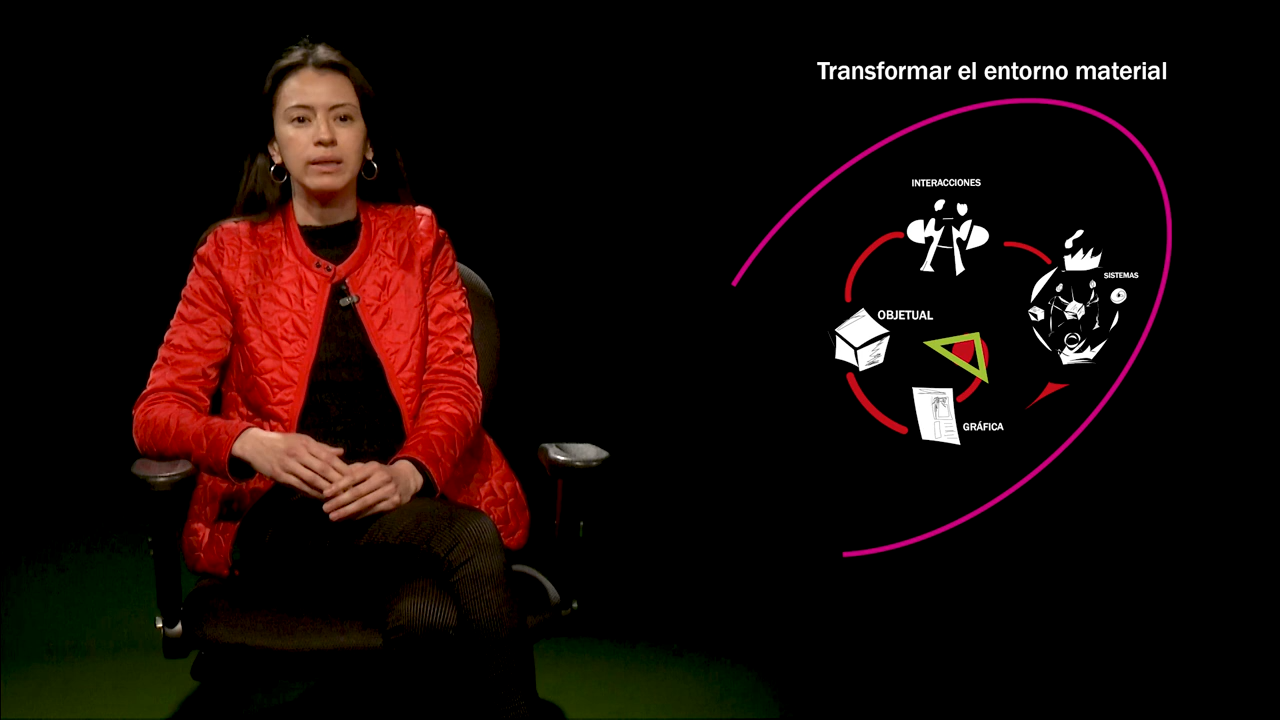 Transformar el entorno material
INTERACCIONES
SISTEMAS
OBJETUAL
GRÁFICA